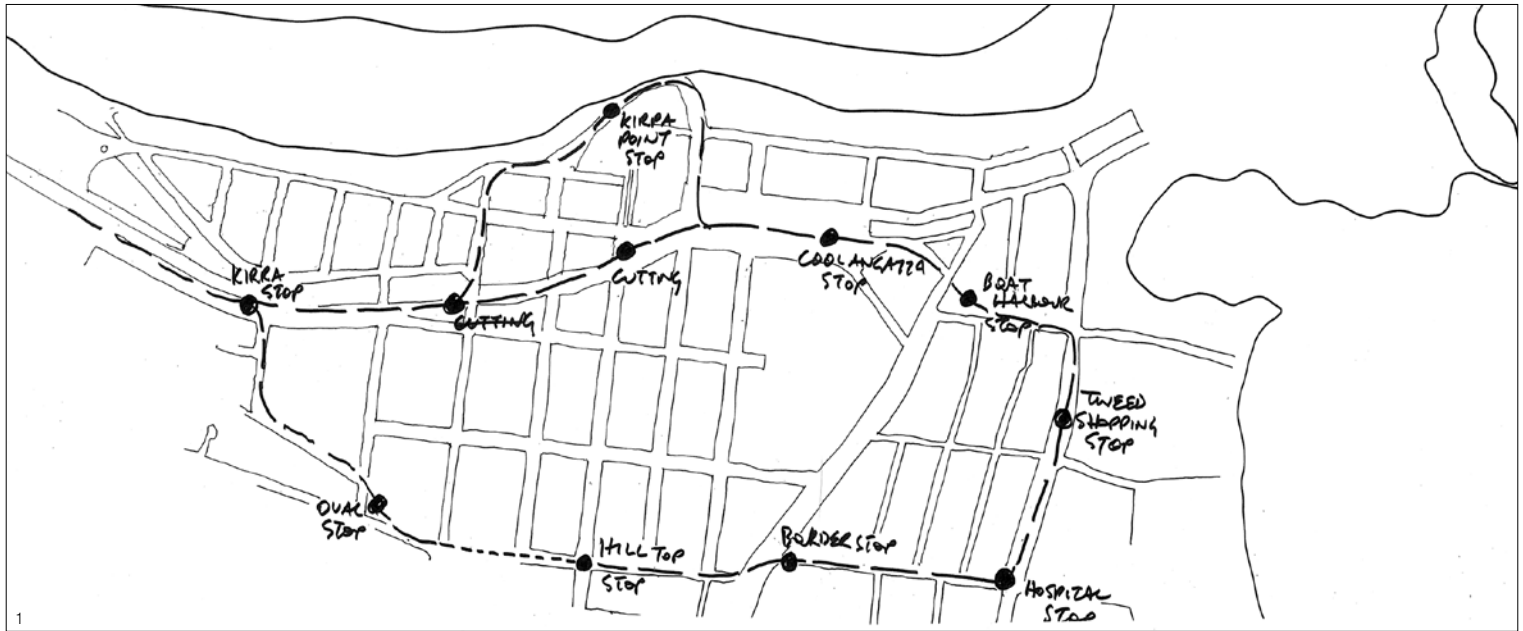 KIRRA
POINT
STOP
KIRRA
STOP
CUTTING
CUTTING
COOLANGATTA
STOP
BOAT
HARBOUR
STOP
TWEED
SHOPPING
STOP
OVAL
STOP
HILL TOP
STOP
BORDER STOP
HOSPITAL
STOP
1